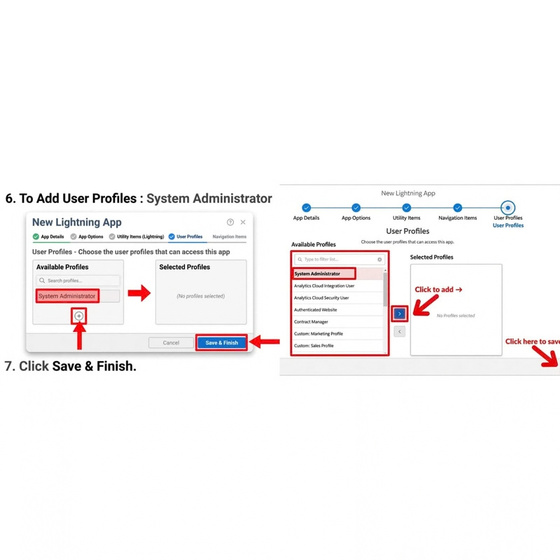 6. To Add User Profiles : System Administrator
New Lightning App
App Details
App Options
Utility Items (Lightning)
User Profiles
Navigation Items
User Profiles - Choose the user profiles that can access this app
Available Profiles
Selected Profiles
Search profiles...
System Administrator
(No profiles selected)
Cancel
Save & Finish
7. Click Save & Finish.
New Lightning App
App Details
App Options
Utility Items
Navigation Items
User Profiles
User Profiles
User Profiles
Choose the user profiles that can access this app.
Available Profiles
Selected Profiles
Type to filter list...
System Administrator
Analytics Cloud Integration User
Analytics Cloud Security User
Authenticated Website
Contract Manager
Custom: Marketing Profile
Custom: Sales Profile
Click to add →
No Profiles selected
Click here to save